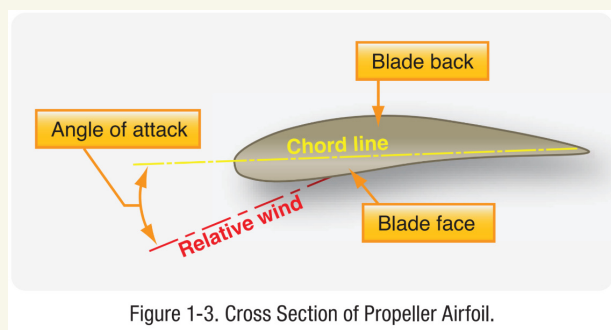 Blade back
Angle of attack
Chord line
Relative wind
Blade face
Figure 1-3. Cross Section of Propeller Airfoil.